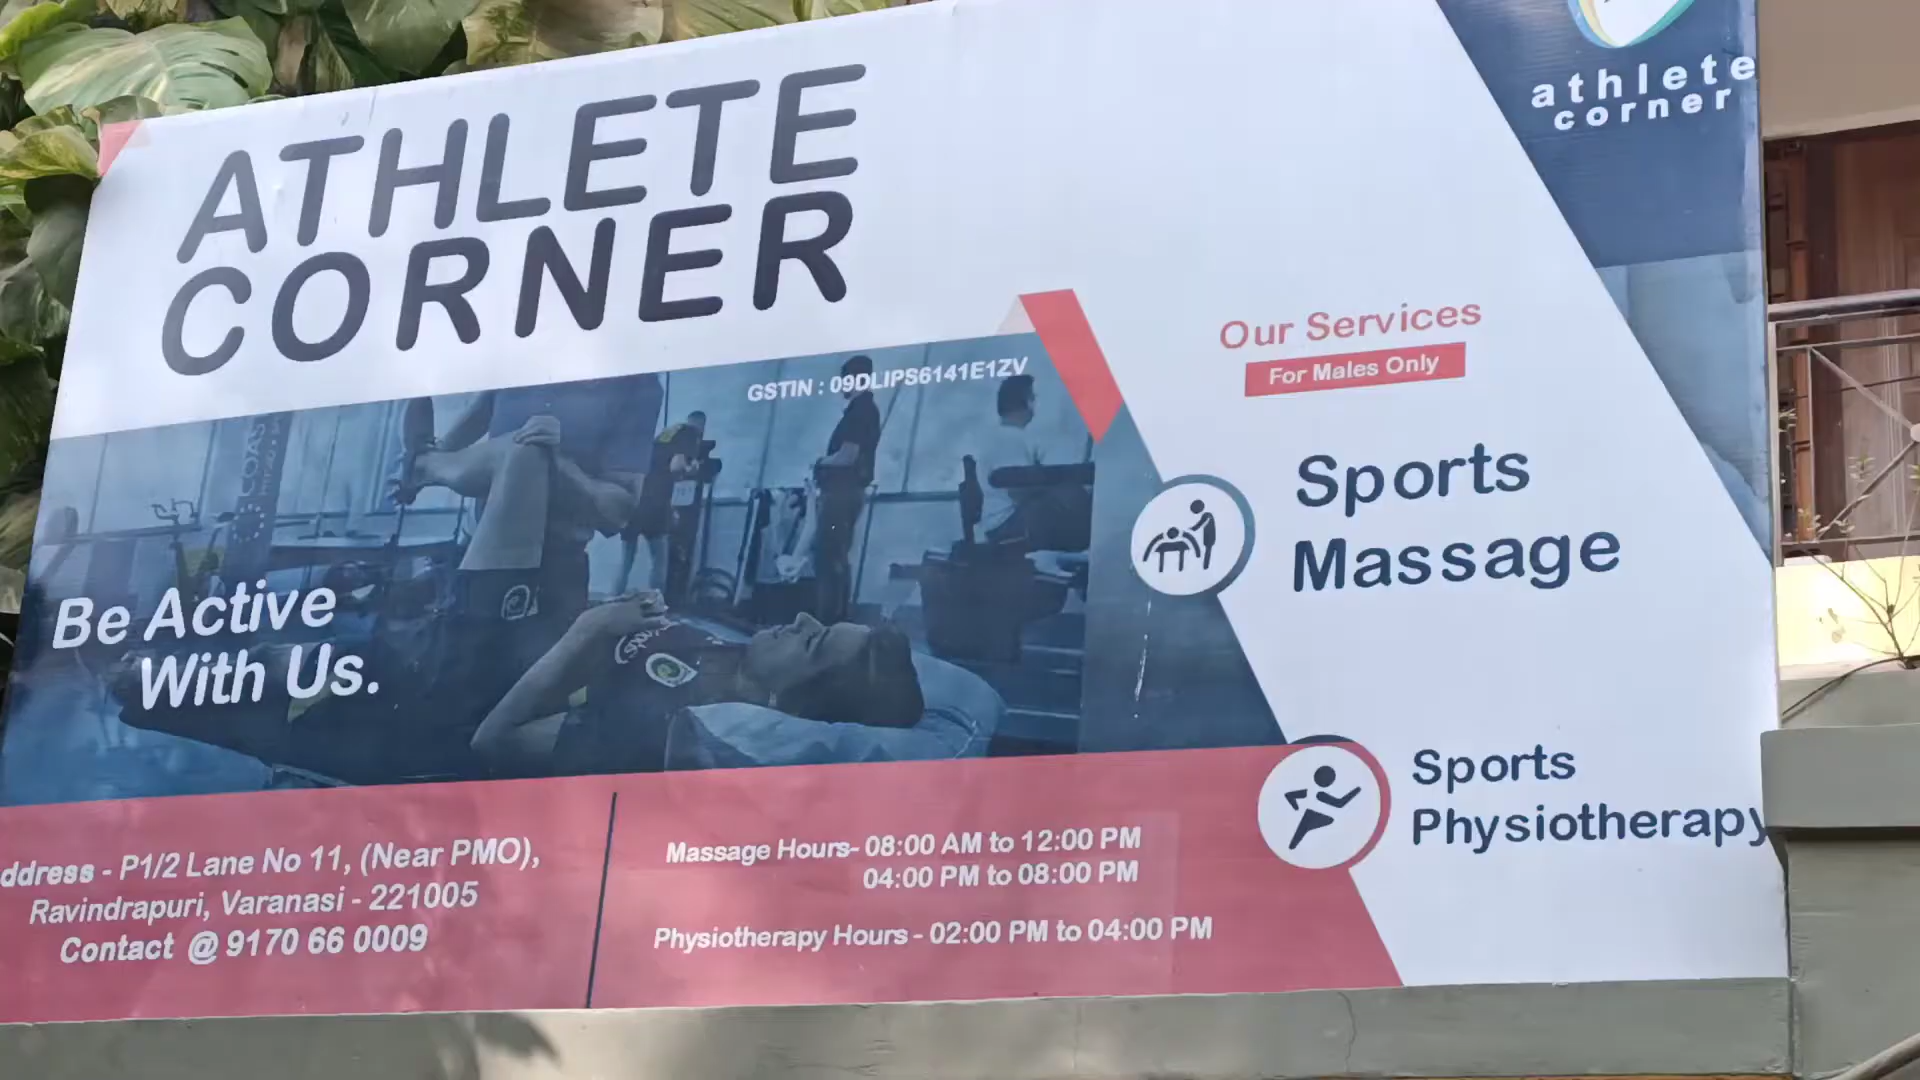 ATHLETE
CORNER
athlete
corner
GSTIN : 09DLIPS6141E1ZV
Our Services
For Males Only
Sports
Massage
Be Active
With Us.
Sports
Physiotherapy
ddress - P1/2 Lane No 11, (Near PMO),
Ravindrapuri, Varanasi - 221005
Contact @ 9170 66 0009
Massage Hours- 08:00 AM to 12:00 PM
04:00 PM to 08:00 PM
Physiotherapy Hours - 02:00 PM to 04:00 PM